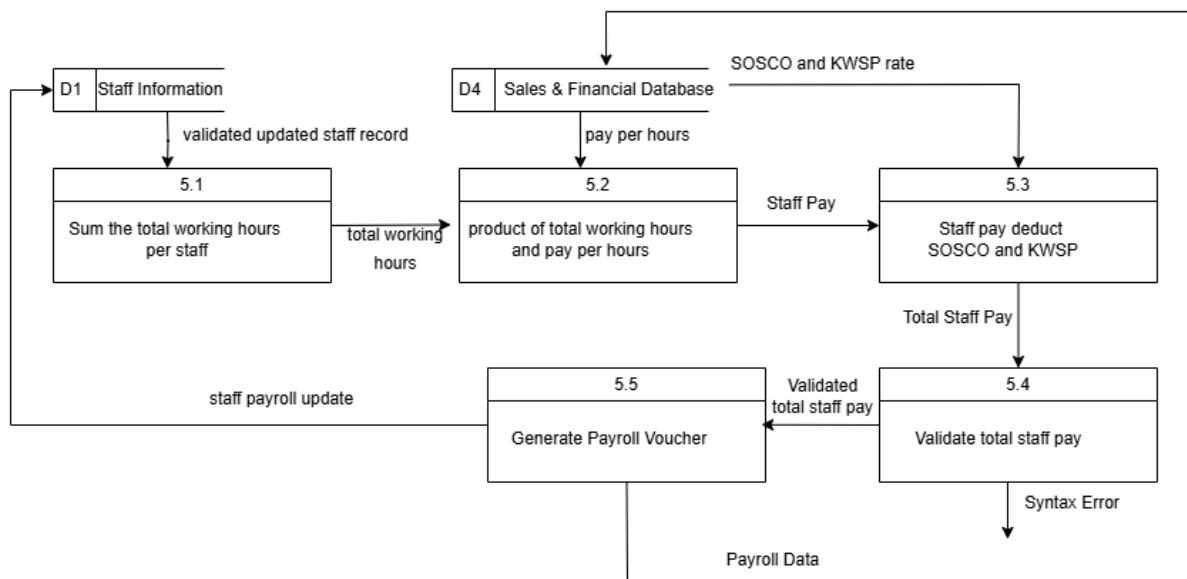 SOSCO and KWSP rate
D1 Staff Information
D4 Sales & Financial Database
validated updated staff record
pay per hours
5.1
Sum the total working hours
per staff
total working
hours
5.2
product of total working hours
and pay per hours
Staff Pay
5.3
Staff pay deduct
SOSCO and KWSP
Total Staff Pay
5.4
Validate total staff pay
Validated
total staff pay
5.5
Generate Payroll Voucher
staff payroll update
Syntax Error
Payroll Data